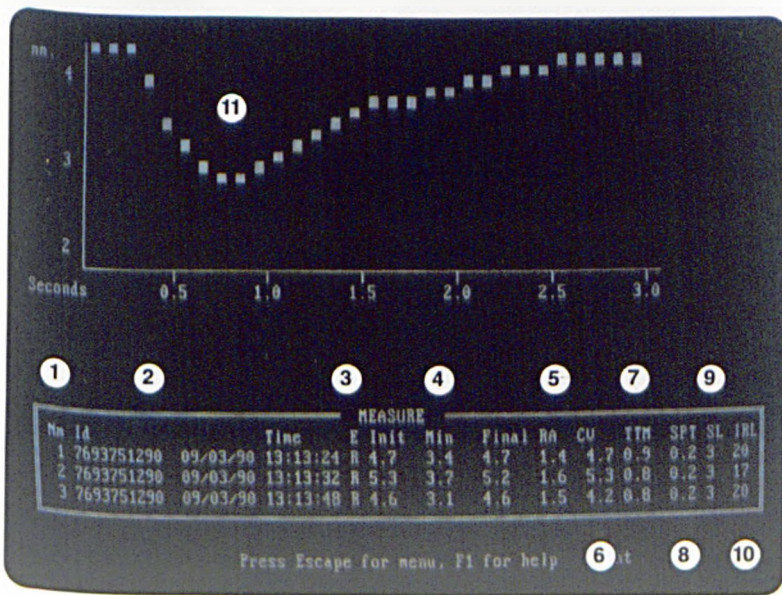 mm.
4
11
3
2
Seconds 0.5 1.0 1.5 2.0 2.5 3.0
1 2 3 4 5 7 9
MEASURE
Mn Id Time E Init Min Final RA CV TTM SPT SL IRL
1 7693751290 09/03/90 13:13:24 R 4.7 3.4 4.7 1.4 4.7 0.9 0.2 3 20
2 7693751290 09/03/90 13:13:32 R 5.3 3.7 5.2 1.6 5.3 0.8 0.2 3 17
3 7693751290 09/03/90 13:13:48 R 4.6 3.1 4.6 1.5 4.2 0.8 0.2 3 20
Press Escape for menu, F1 for help 6 8 10